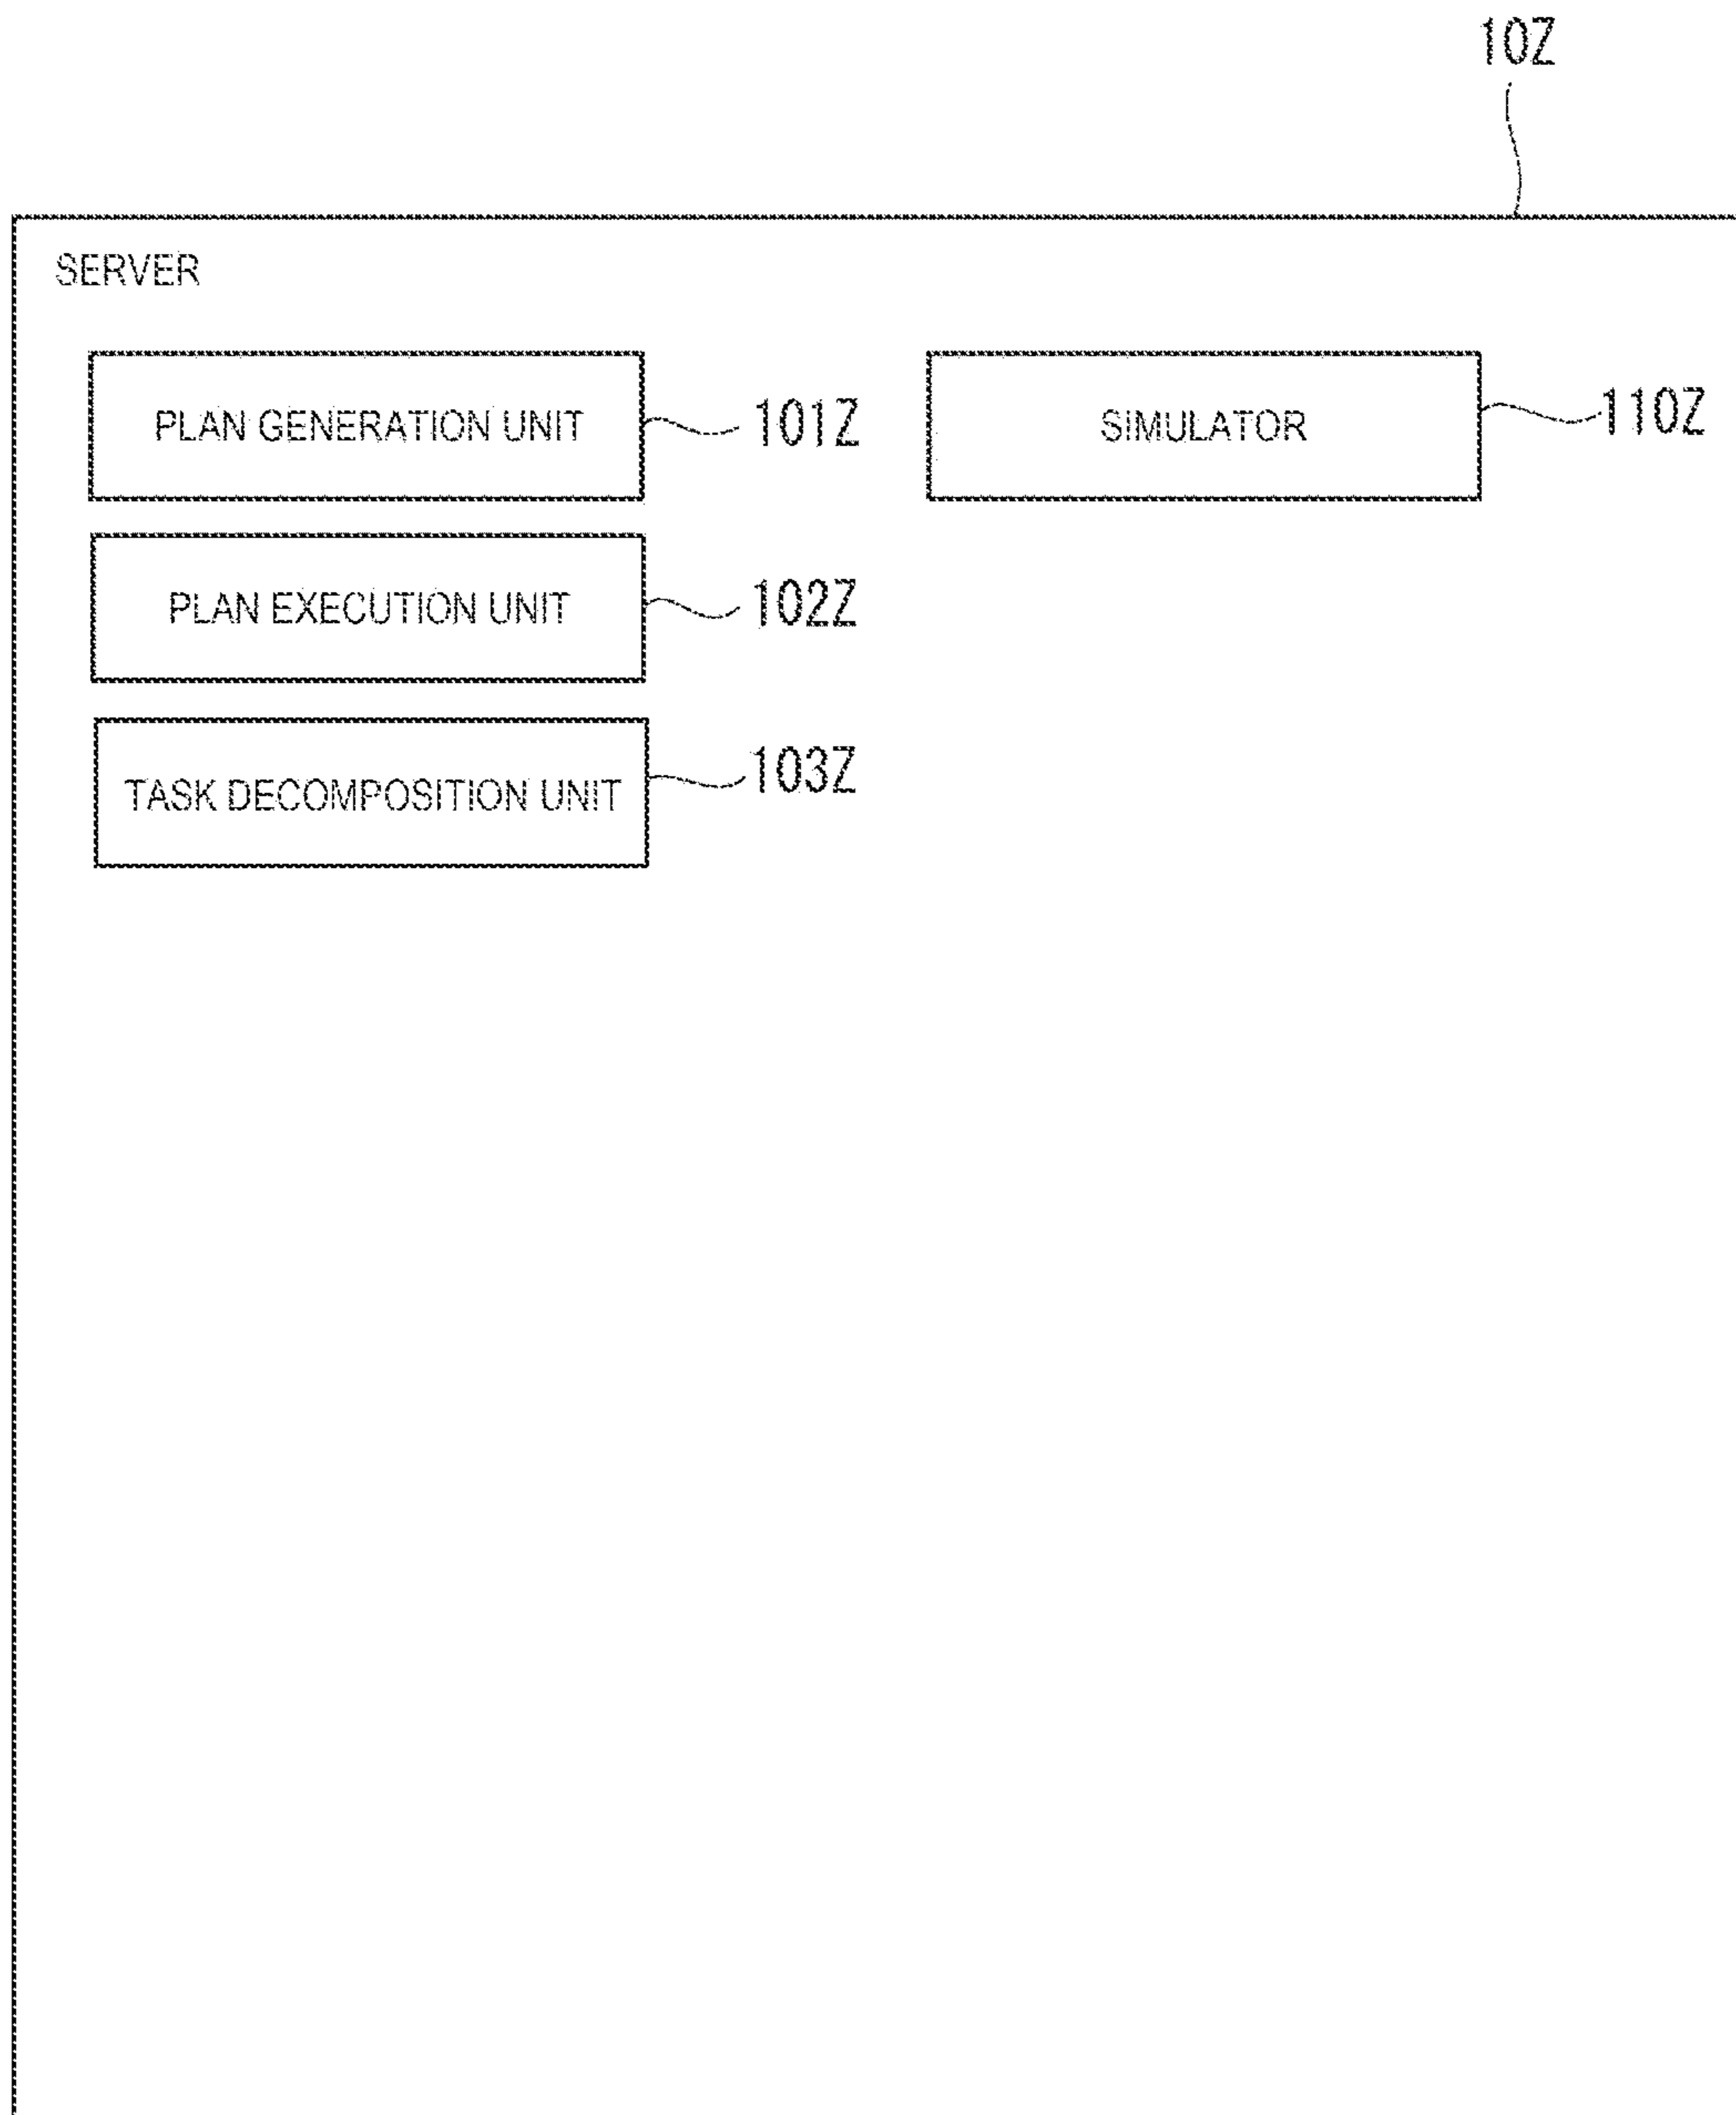 10Z
SERVER
PLAN GENERATION UNIT
101Z
SIMULATOR
110Z
PLAN EXECUTION UNIT
102Z
TASK DECOMPOSITION UNIT
103Z